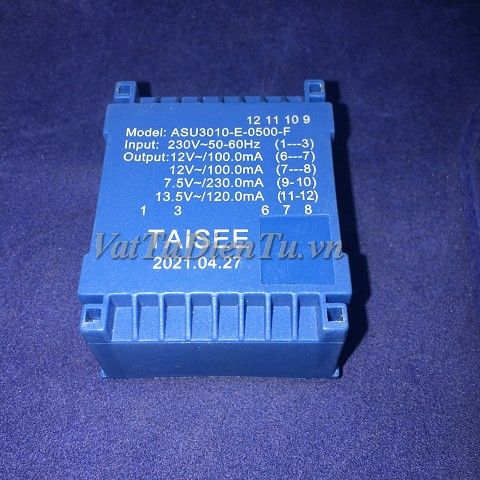 12 11 10 9
Model: ASU3010-E-0500-F
Input: 230V~50-60Hz (1---3)
Output:12V~/100.0mA (6---7)
12V~/100.0mA (7---8)
7.5V~/230.0mA (9-10)
13.5V~/120.0mA (11-12)
1 3 6 7 8
TAISEE
VatTuDienTu.vn
2021.04.27